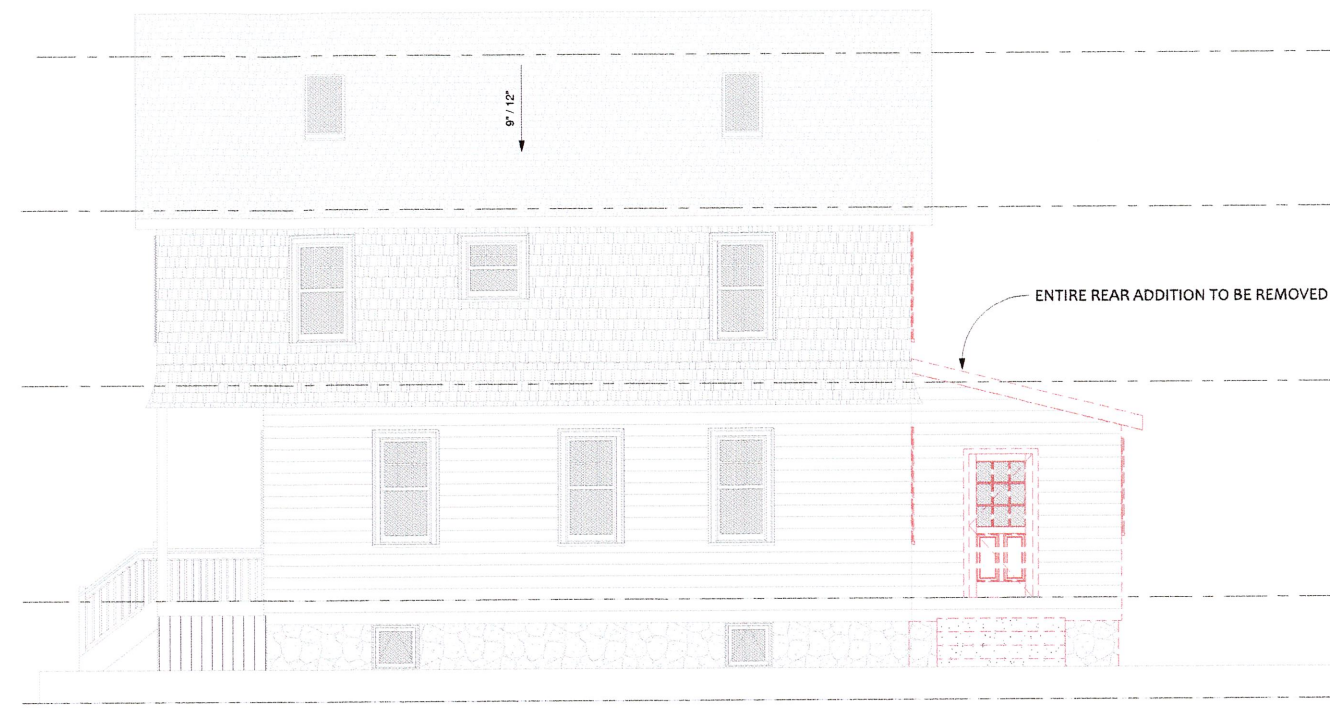 9" / 12"
ENTIRE REAR ADDITION TO BE REMOVED